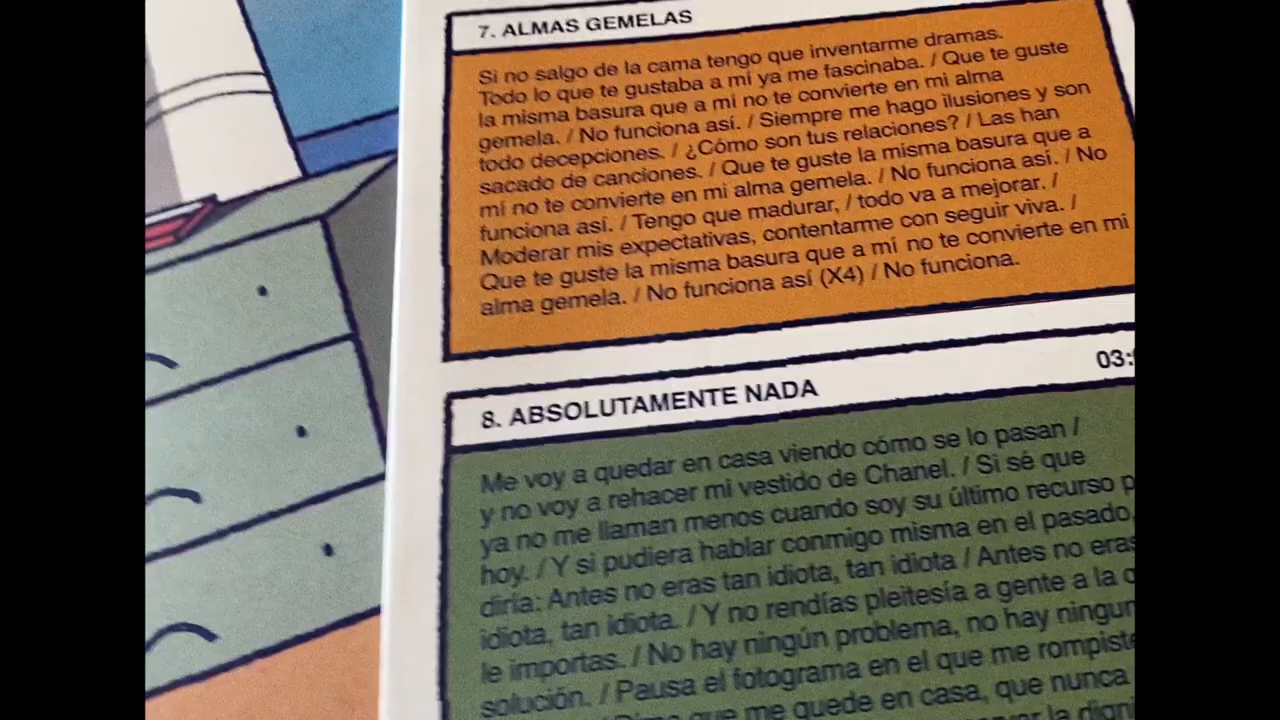 7. ALMAS GEMELAS
Si no salgo de la cama tengo que inventarme dramas.
Todo lo que te gustaba a mí ya me fascinaba. / Que te guste
la misma basura que a mí no te convierte en mi alma
gemela. / No funciona así. / Siempre me hago ilusiones y son
todo decepciones. / ¿Cómo son tus relaciones? / Las han
sacado de canciones. / Que te guste la misma basura que a
mí no te convierte en mi alma gemela. / No funciona así. / No
funciona así. / Tengo que madurar, / todo va a mejorar. /
Moderar mis expectativas, contentarme con seguir viva. /
Que te guste la misma basura que a mí no te convierte en mi
alma gemela. / No funciona así (X4) / No funciona.
8. ABSOLUTAMENTE NADA
03:
Me voy a quedar en casa viendo cómo se lo pasan /
y no voy a rehacer mi vestido de Chanel. / Si sé que
ya no me llaman menos cuando soy su último recurso
hoy. / Y si pudiera hablar conmigo misma en el pasado,
diría: Antes no eras tan idiota, tan idiota / Antes no eras
idiota, tan idiota. / Y no rendías pleitesía a gente a la
le importas. / No hay ningún problema, no hay ningun
solución. / Pausa el fotograma en el que me rompiste
que me quede en casa, que nunca
la